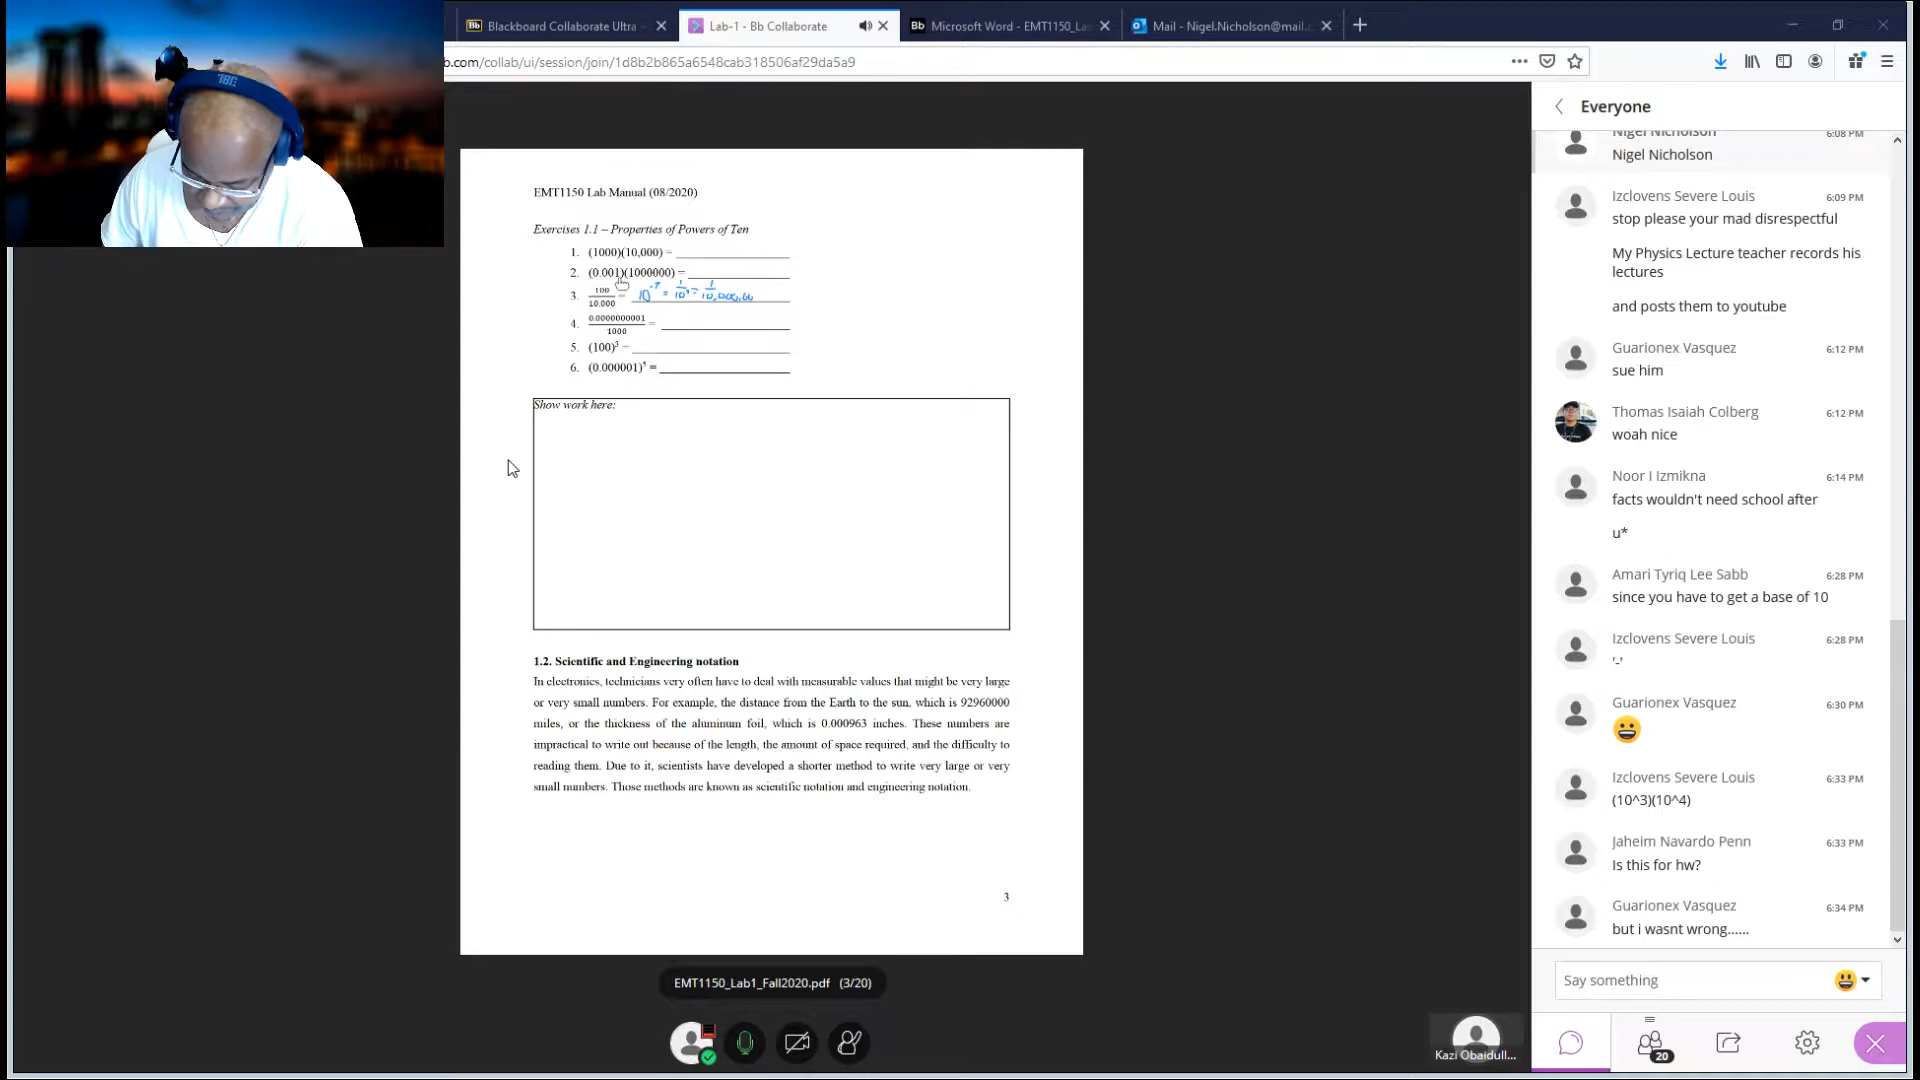 Blackboard Collaborate Ultra
Lab-1 - Bb Collaborate
Microsoft Word - EMT1150_La
Mail - Nigel.Nicholson@mail.c
b.com/collab/ui/session/join/1d8b2b865a6548cab318506af29da5a9
EMT1150 Lab Manual (08/2020)
Exercises 1.1 – Properties of Powers of Ten
1. (1000)(10,000) =
2. (0.001)(1000000) =
3. 100/10,000 =
4. 0.0000000001/1000 =
5. (100)³ =
6. (0.000001)⁴ =
Show work here:
1.2. Scientific and Engineering notation
In electronics, technicians very often have to deal with measurable values that might be very large
or very small numbers. For example, the distance from the Earth to the sun, which is 92960000
miles, or the thickness of the aluminum foil, which is 0.000963 inches. These numbers are
impractical to write out because of the length, the amount of space required, and the difficulty to
reading them. Due to it, scientists have developed a shorter method to write very large or very
small numbers. Those methods are known as scientific notation and engineering notation.
3
EMT1150_Lab1_Fall2020.pdf (3/20)
Kazi Obaidull...
Everyone
Nigel Nicholson 6:08 PM
Nigel Nicholson
Izclovens Severe Louis 6:09 PM
stop please your mad disrespectful
My Physics Lecture teacher records his
lectures
and posts them to youtube
Guarionex Vasquez 6:12 PM
sue him
Thomas Isaiah Colberg 6:12 PM
woah nice
Noor I Izmikna 6:14 PM
facts wouldn't need school after
u*
Amari Tyriq Lee Sabb 6:28 PM
since you have to get a base of 10
Izclovens Severe Louis 6:28 PM
'-'
Guarionex Vasquez 6:30 PM
Izclovens Severe Louis 6:33 PM
(10^3)(10^4)
Jaheim Navardo Penn 6:33 PM
Is this for hw?
Guarionex Vasquez 6:34 PM
but i wasnt wrong......
Say something
20